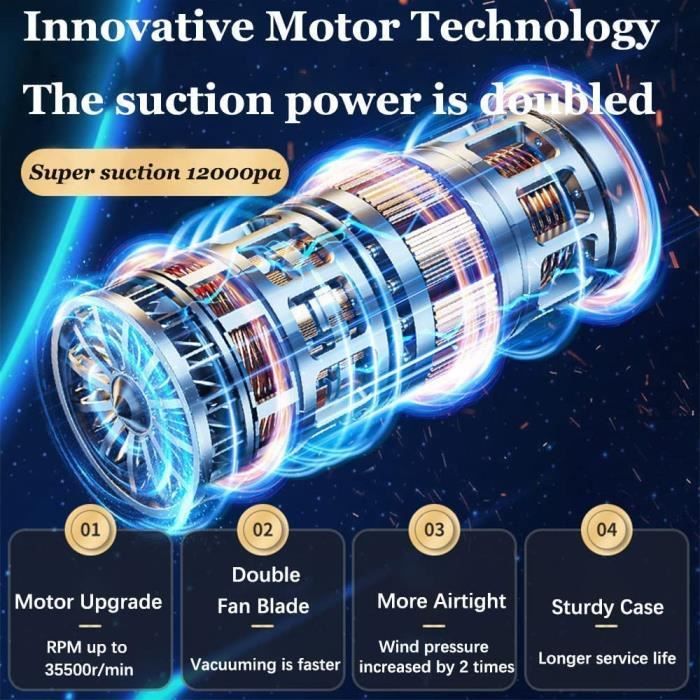 Innovative Motor Technology
The suction power is doubled
Super suction 12000pa
01
Motor Upgrade
RPM up to
35500r/min
02
Double
Fan Blade
Vacuuming is faster
03
More Airtight
Wind pressure
increased by 2 times
04
Sturdy Case
Longer service life